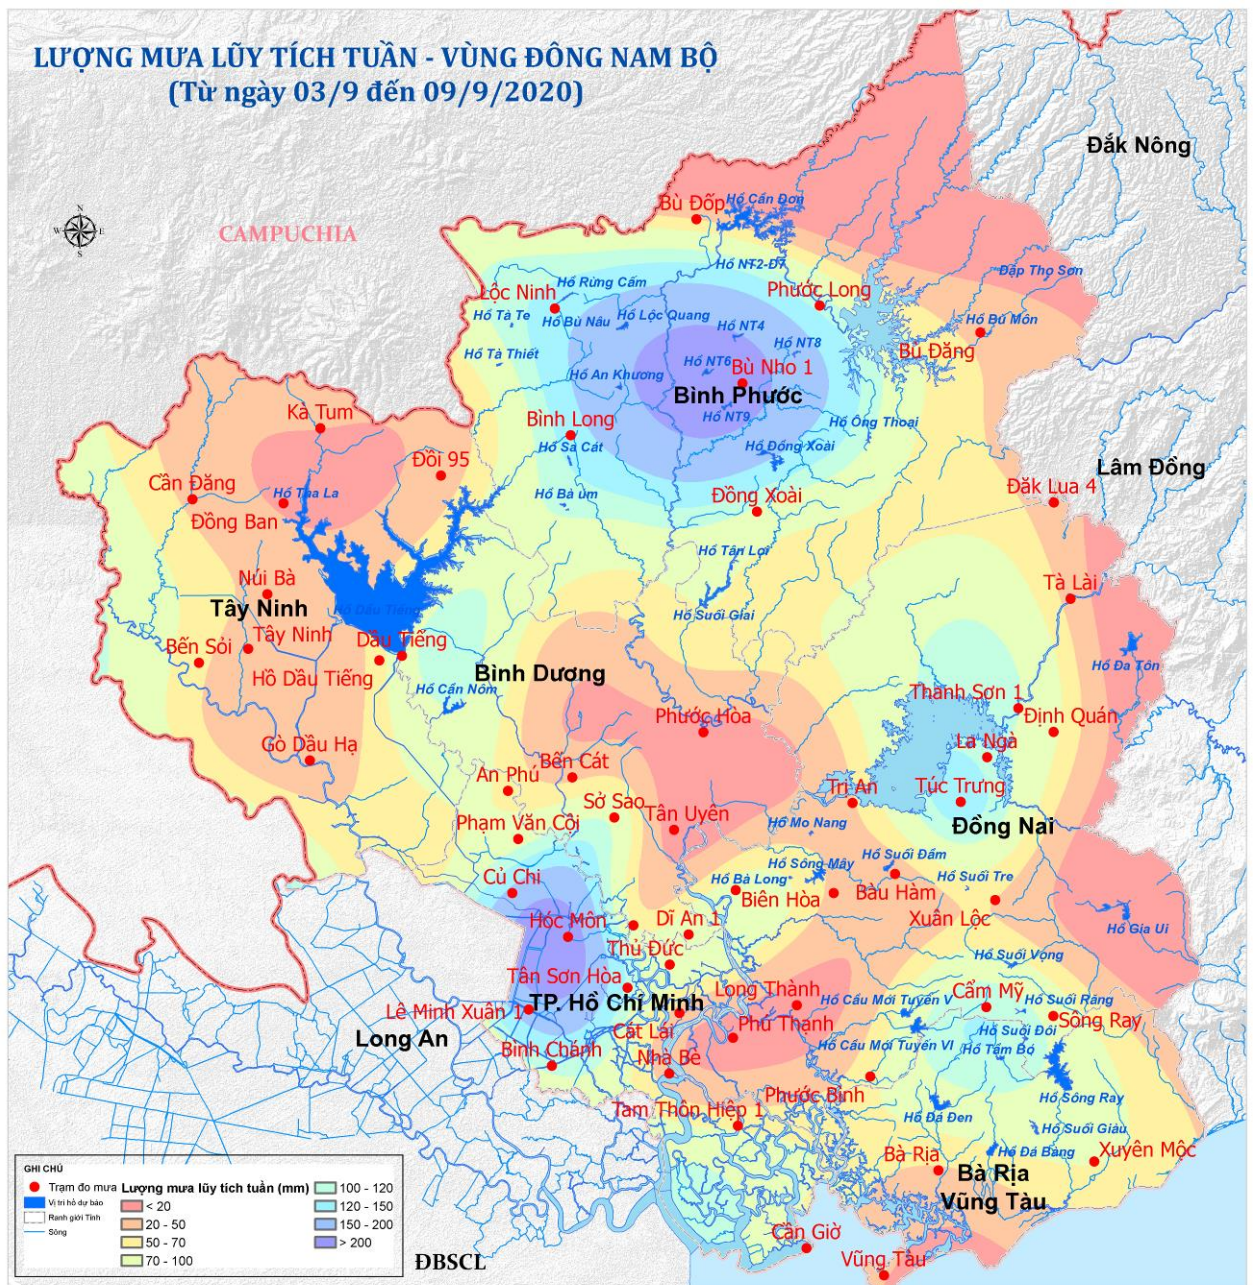 LƯỢNG MƯA LŨY TÍCH TUẦN - VÙNG ĐÔNG NAM BỘ
(Từ ngày 03/9 đến 09/9/2020)
Đắk Nông
N
W E
S
CAMPUCHIA
Bù Đốp
Hồ Cần Đơn
Hồ NT2-Đ7
Đập Thọ Sơn
Hồ Rừng Cấm
Lộc Ninh
Phước Long
Hồ Tà Te
Hồ Bù Nâu
Hồ Lộc Quang
Hồ NT4
Hồ Bù Môn
Bù Đăng
Hồ Tà Thiết
Hồ NT8
Hồ NT6
Bù Nho 1
Hồ An Khương
Bình Phước
Kà Tum
Hồ NT9
Bình Long
Hồ Ông Thoại
Hồ Sa Cát
Hồ Đồng Xoài
Đồi 95
Lâm Đồng
Cần Đăng
Hồ Tha La
Đồng Ban
Hồ Bà Úm
Đồng Xoài
Đăk Lua 4
Hồ Tân Lợi
Núi Bà
Tà Lài
Tây Ninh
Hồ Dầu Tiếng
Hồ Suối Giai
Bến Sỏi
Tây Ninh
Dầu Tiếng
Hồ Dầu Tiếng
Bình Dương
Hồ Đa Tôn
Hồ Cần Nôm
Thanh Sơn 1
Phước Hòa
Định Quán
La Ngà
Gò Dầu Hạ
Bến Cát
An Phú
Túc Trưng
Trị An
Sở Sao
Phạm Văn Cội
Tân Uyên
Hồ Mo Nang
Đồng Nai
Hồ Suối Đầm
Hồ Sông Mây
Củ Chi
Hồ Bà Long
Hồ Suối Tre
Biên Hòa
Bàu Hàm
Xuân Lộc
Hóc Môn
Dĩ An 1
Hồ Gia Ui
Thủ Đức
Hồ Suối Vọng
Tân Sơn Hòa
Long Thành
Cẩm Mỹ
TP. Hồ Chí Minh
Hồ Cầu Mới Tuyến V
Hồ Suối Răng
Lê Minh Xuân 1
Sông Ray
Phú Thạnh
Cát Lái
Hồ Suối Đôi
Long An
Hồ Cầu Mới Tuyến VI
Hồ Tầm Bó
Bình Chánh
Nhà Bè
Phước Bình
Hồ Sông Ray
Tam Thôn Hiệp 1
Hồ Đá Đen
Hồ Suối Giàu
Bà Rịa
Hồ Đá Bàng
Xuyên Mộc
Bà Rịa
Vũng Tàu
Cần Giờ
Vũng Tàu
ĐBSCL
GHI CHÚ
Trạm đo mưa
Vị trí hồ dự báo
Ranh giới Tỉnh
Sông
Lượng mưa lũy tích tuần (mm)
< 20
20 - 50
50 - 70
70 - 100
100 - 120
120 - 150
150 - 200
> 200